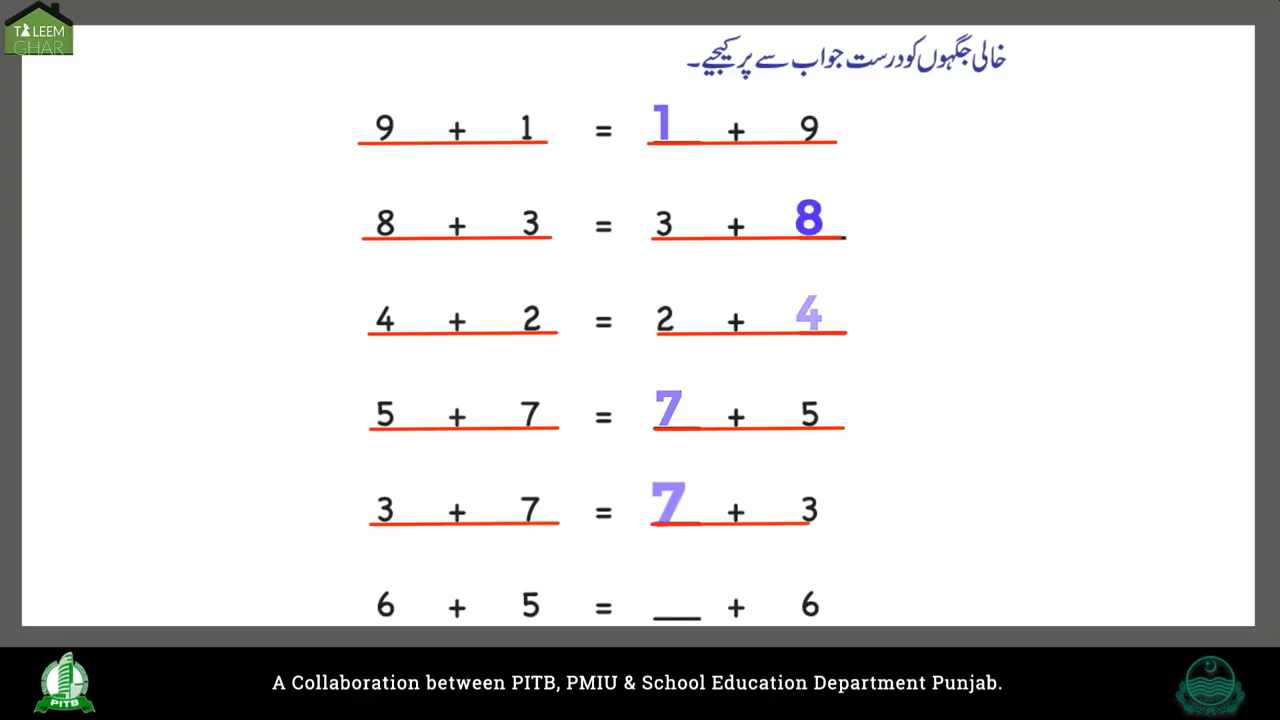 TALEEM
GHAR
خالی جگہوں کو درست جواب سے پر کیجیے۔
9 + 1 = 1 + 9
8 + 3 = 3 + 8
4 + 2 = 2 + 4
5 + 7 = 7 + 5
3 + 7 = 7 + 3
6 + 5 = __ + 6
PITB
A Collaboration between PITB, PMIU & School Education Department Punjab.